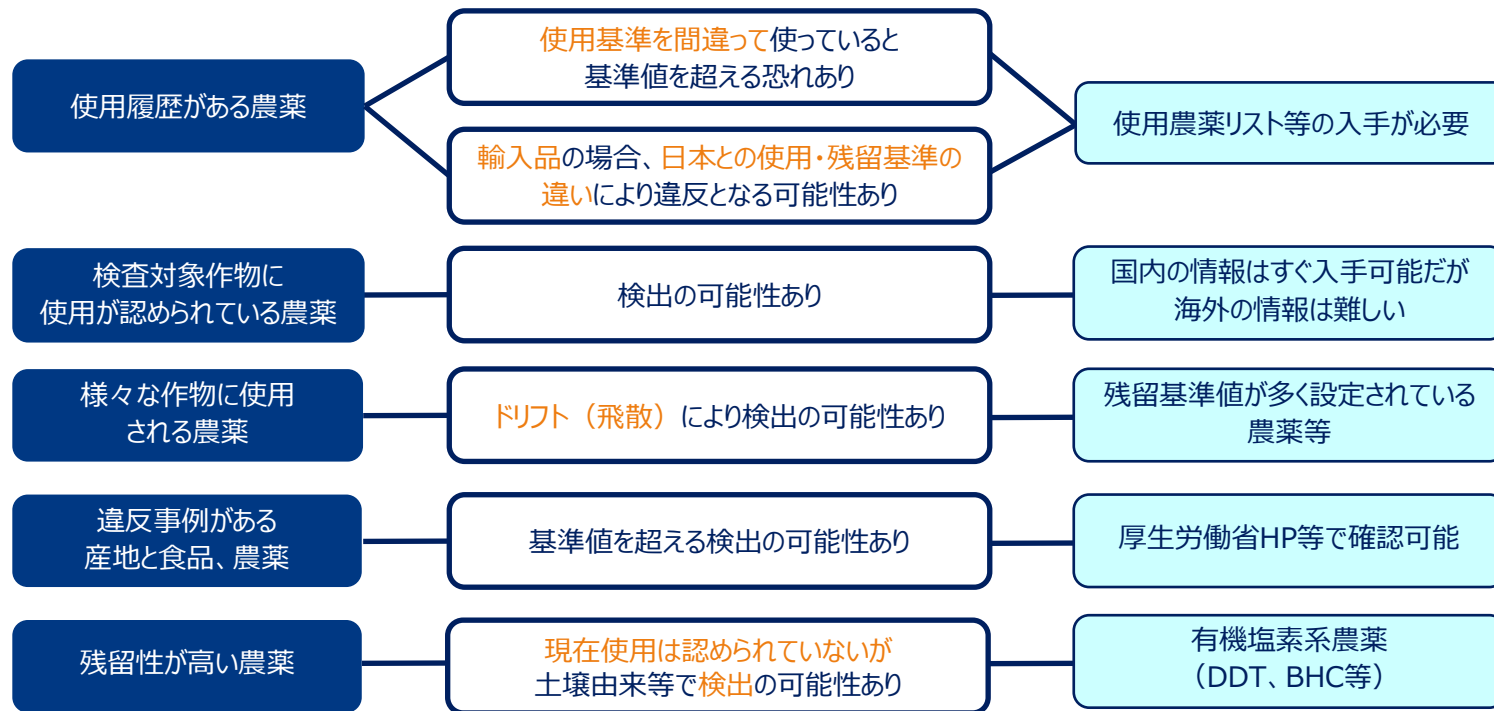 使用履歴がある農薬
使用基準を間違って使っていると
基準値を超える恐れあり
輸入品の場合、日本との使用・残留基準の
違いにより違反となる可能性あり
使用農薬リスト等の入手が必要
検査対象作物に
使用が認められている農薬
検出の可能性あり
国内の情報はすぐ入手可能だが
海外の情報は難しい
様々な作物に使用
される農薬
ドリフト（飛散）により検出の可能性あり
残留基準値が多く設定されている
農薬等
違反事例がある
産地と食品、農薬
基準値を超える検出の可能性あり
厚生労働省HP等で確認可能
残留性が高い農薬
現在使用は認められていないが
土壌由来等で検出の可能性あり
有機塩素系農薬
（DDT、BHC等）